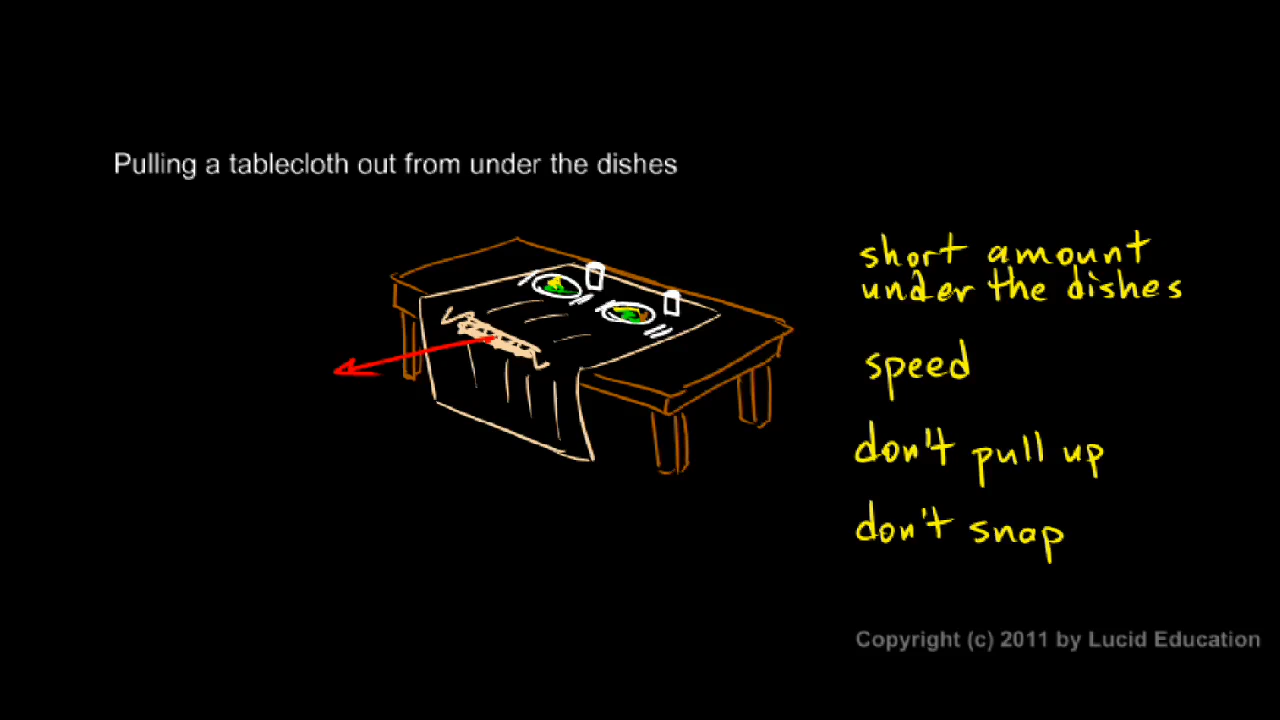 Pulling a tablecloth out from under the dishes
short amount
under the dishes
speed
don't pull up
don't snap
Copyright (c) 2011 by Lucid Education